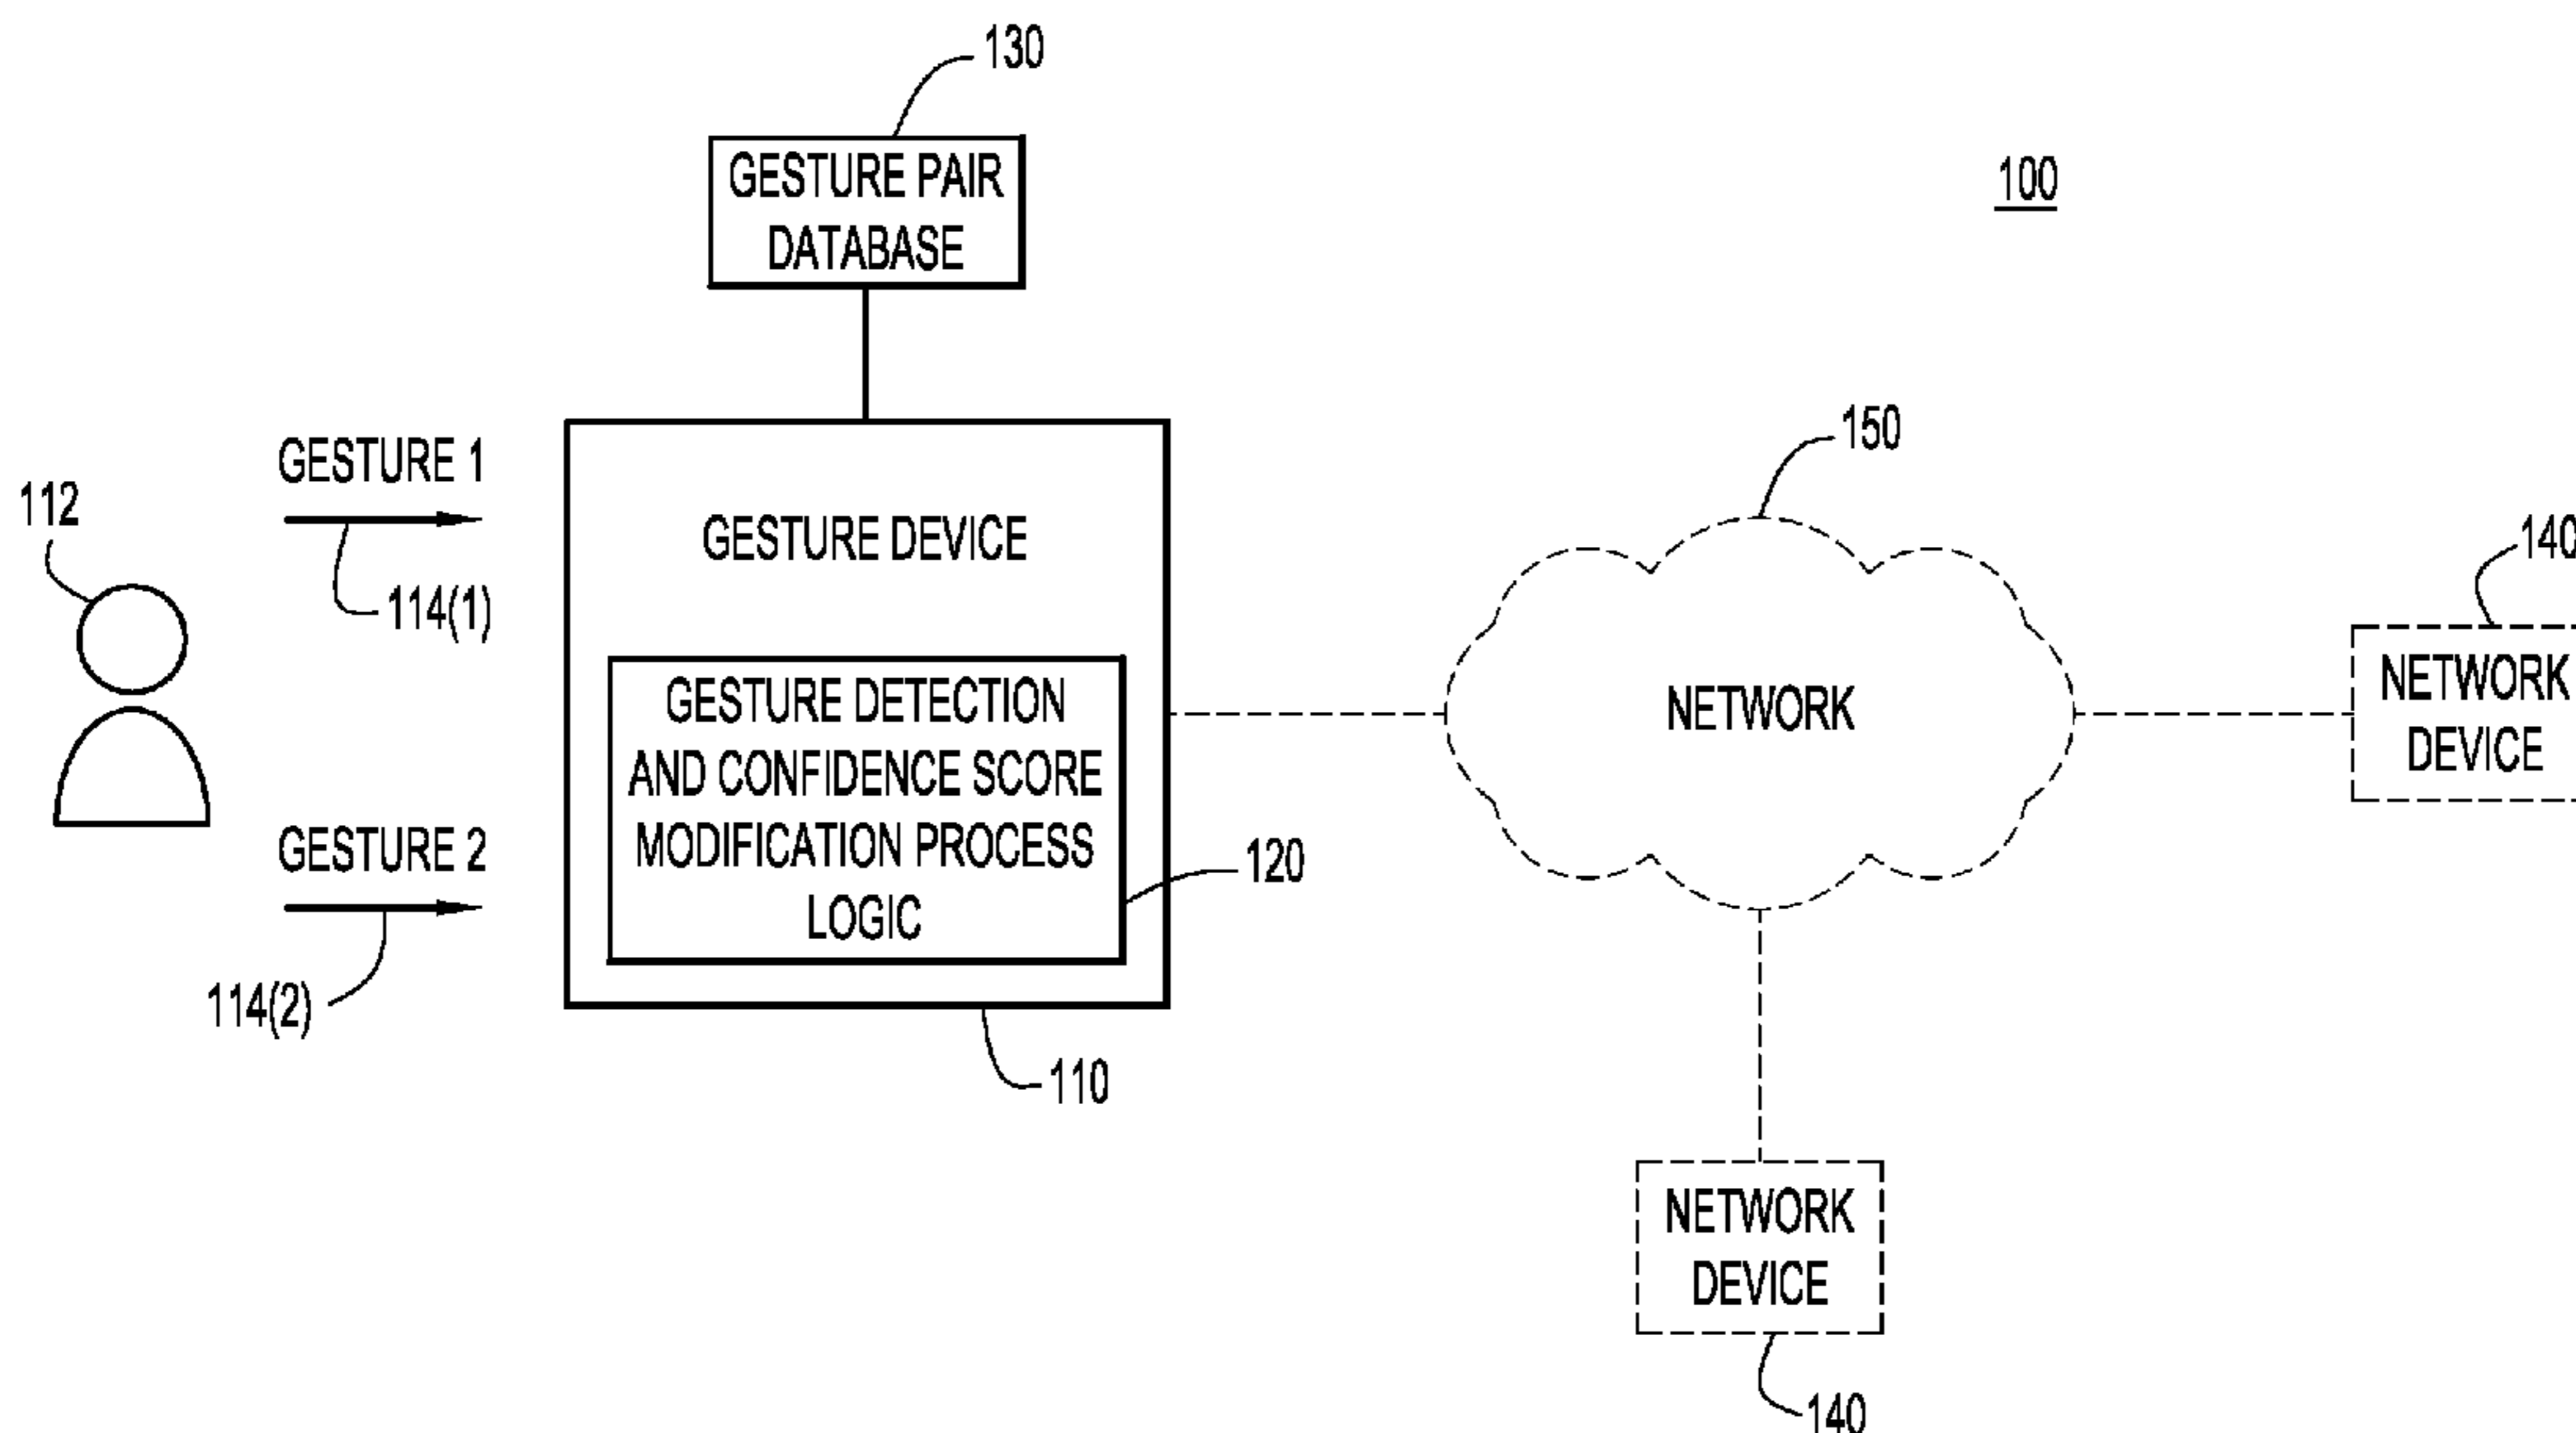 130
GESTURE PAIR
DATABASE
100
GESTURE 1
112
114(1)
GESTURE DEVICE
150
140
NETWORK
DEVICE
GESTURE DETECTION
AND CONFIDENCE SCORE
MODIFICATION PROCESS
LOGIC
NETWORK
120
GESTURE 2
114(2)
110
NETWORK
DEVICE
140